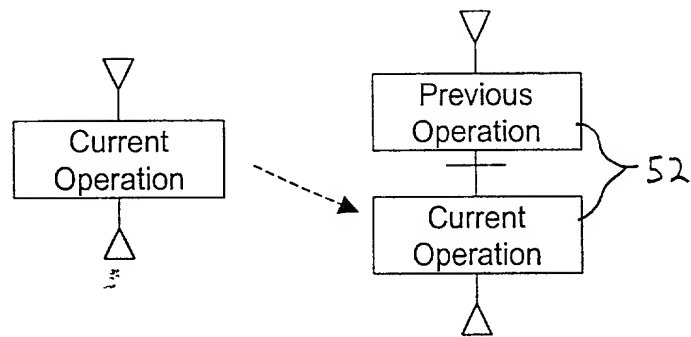 Current
Operation
Previous
Operation
52
Current
Operation